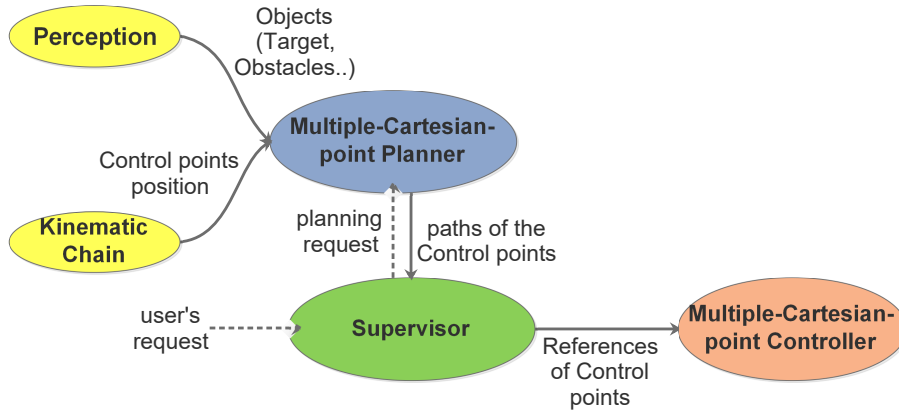 Perception
Objects
(Target,
Obstacles..)
Multiple-Cartesian-
point Planner
Control points
position
Kinematic
Chain
planning
request
paths of the
Control points
user's
request
Supervisor
References
of Control
points
Multiple-Cartesian-
point Controller